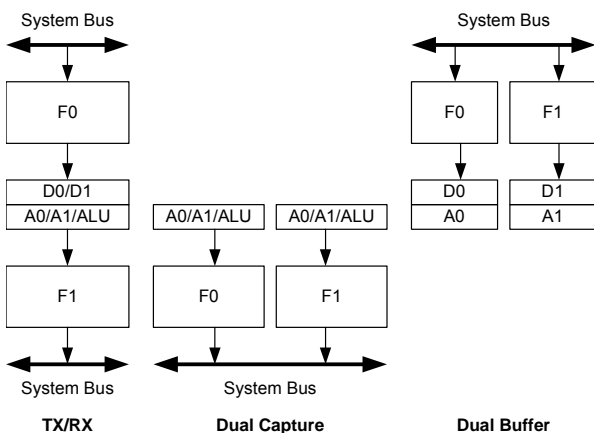 System Bus
F0
D0/D1
A0/A1/ALU
F1
System Bus
TX/RX
A0/A1/ALU
A0/A1/ALU
F0
F1
System Bus
Dual Capture
System Bus
F0
F1
D0
D1
A0
A1
Dual Buffer